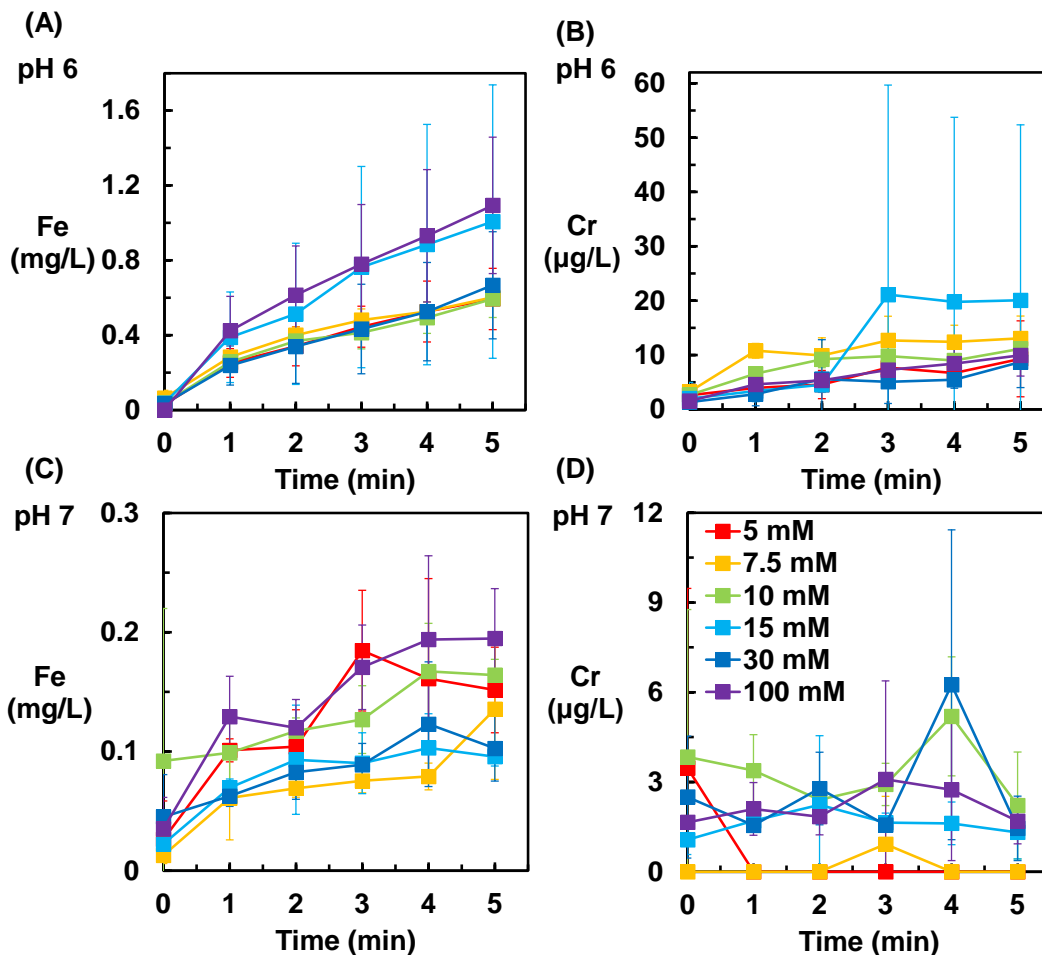 (A)
pH 6
1.6
1.2
0.8
0.4
0
Fe
(mg/L)
0 1 2 3 4 5
Time (min)
(B)
pH 6
60
50
40
30
20
10
0
Cr
(μg/L)
0 1 2 3 4 5
Time (min)
(C)
pH 7
0.3
0.2
0.1
0
Fe
(mg/L)
0 1 2 3 4 5
Time (min)
(D)
pH 7
12
9
6
3
0
Cr
(μg/L)
5 mM
7.5 mM
10 mM
15 mM
30 mM
100 mM
0 1 2 3 4 5
Time (min)